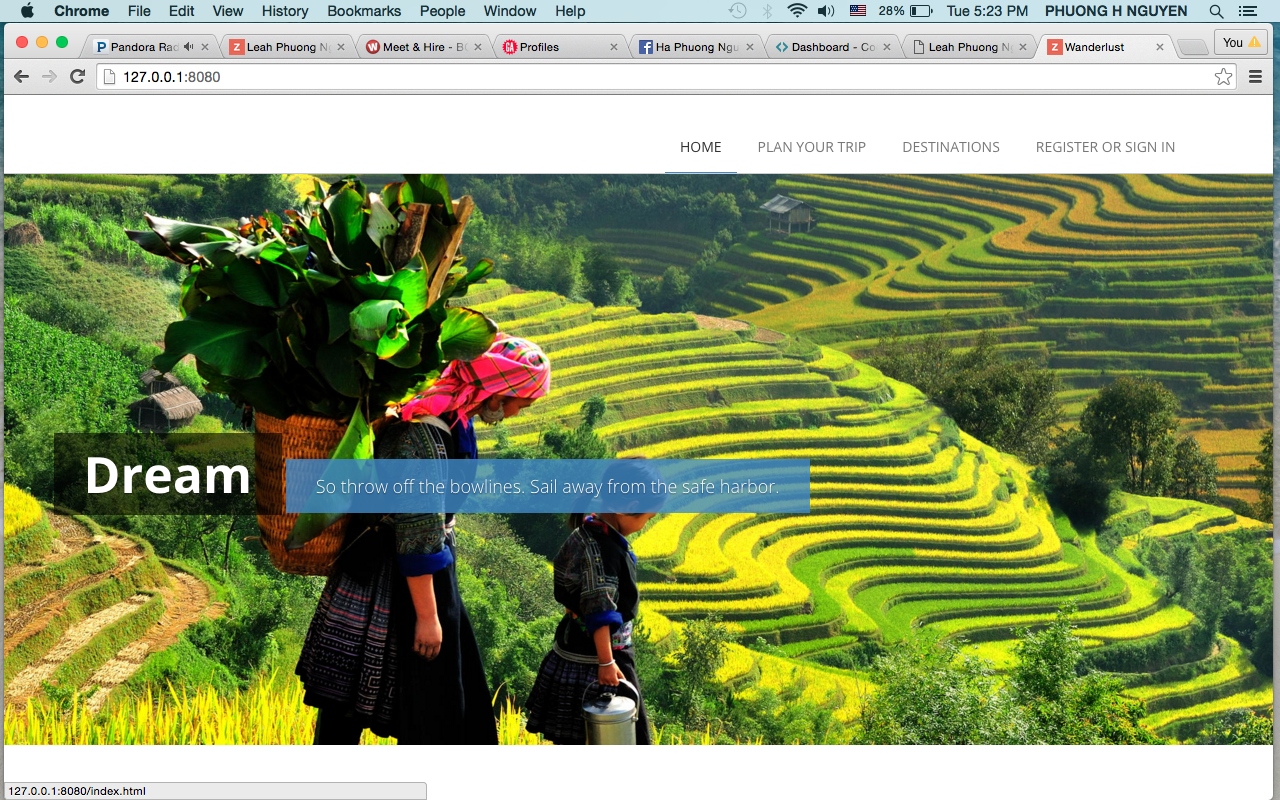 Chrome File Edit View History Bookmarks People Window Help 28% Tue 5:23 PM PHUONG H NGUYEN
Pandora Rad Leah Phuong Ng Meet & Hire - B Profiles Ha Phuong Ngu Dashboard - Co Leah Phuong Ng Wanderlust You
127.0.0.1:8080
HOME PLAN YOUR TRIP DESTINATIONS REGISTER OR SIGN IN
Dream
So throw off the bowlines. Sail away from the safe harbor.
127.0.0.1:8080/index.html